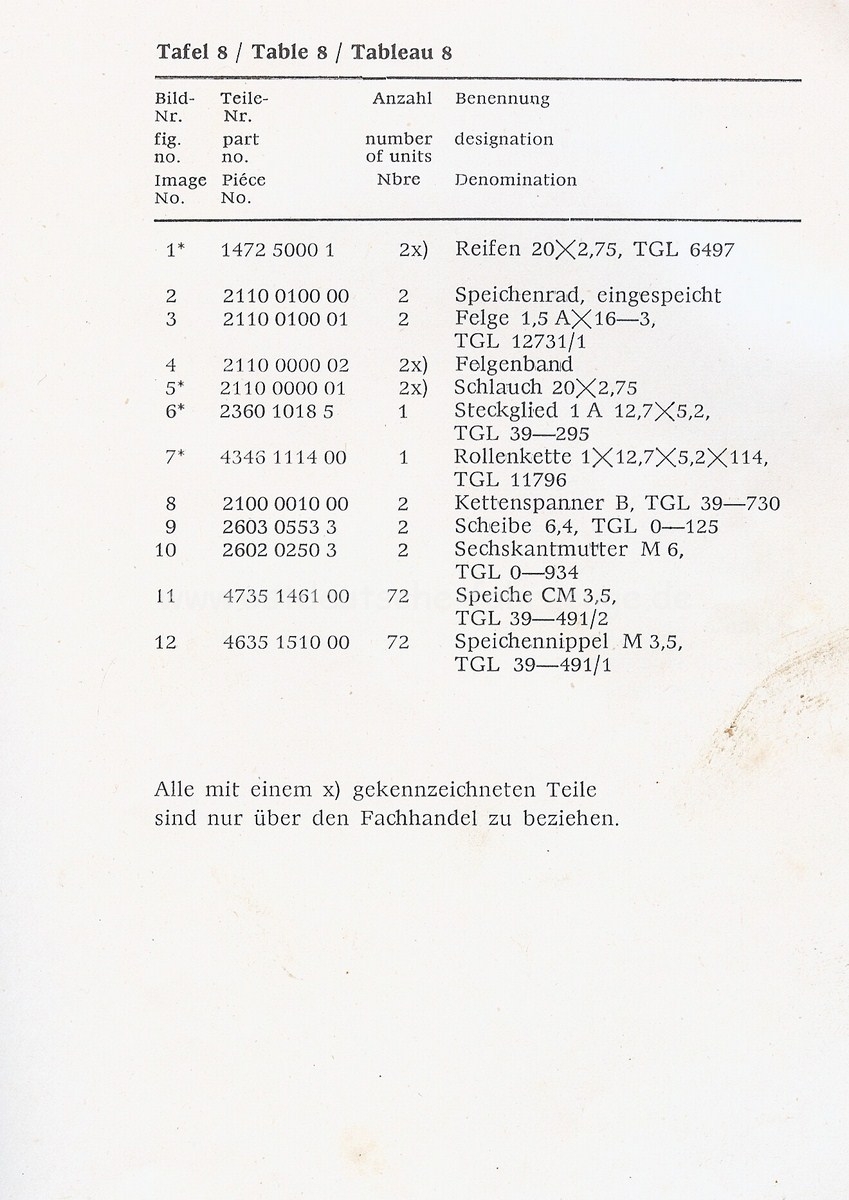 Tafel 8 / Table 8 / Tableau 8
Bild- Teile- Anzahl Benennung
Nr. Nr.
fig. part number designation
no. no. of units
Image Piéce Nbre Denomination
No. No.
1* 1472 5000 1 2x) Reifen 20×2,75, TGL 6497
2 2110 0100 00 2 Speichenrad, eingespeicht
3 2110 0100 01 2 Felge 1,5 A×16—3,
TGL 12731/1
4 2110 0000 02 2x) Felgenband
5* 2110 0000 01 2x) Schlauch 20×2,75
6* 2360 1018 5 1 Steckglied 1 A 12,7×5,2,
TGL 39—295
7* 4346 1114 00 1 Rollenkette 1×12,7×5,2×114,
TGL 11796
8 2100 0010 00 2 Kettenspanner B, TGL 39—730
9 2603 0553 3 2 Scheibe 6,4, TGL 0—125
10 2602 0250 3 2 Sechskantmutter M 6,
TGL 0—934
11 4735 1461 00 72 Speiche CM 3,5,
TGL 39—491/2
12 4635 1510 00 72 Speichennippel M 3,5,
TGL 39—491/1
Alle mit einem x) gekennzeichneten Teile
sind nur über den Fachhandel zu beziehen.